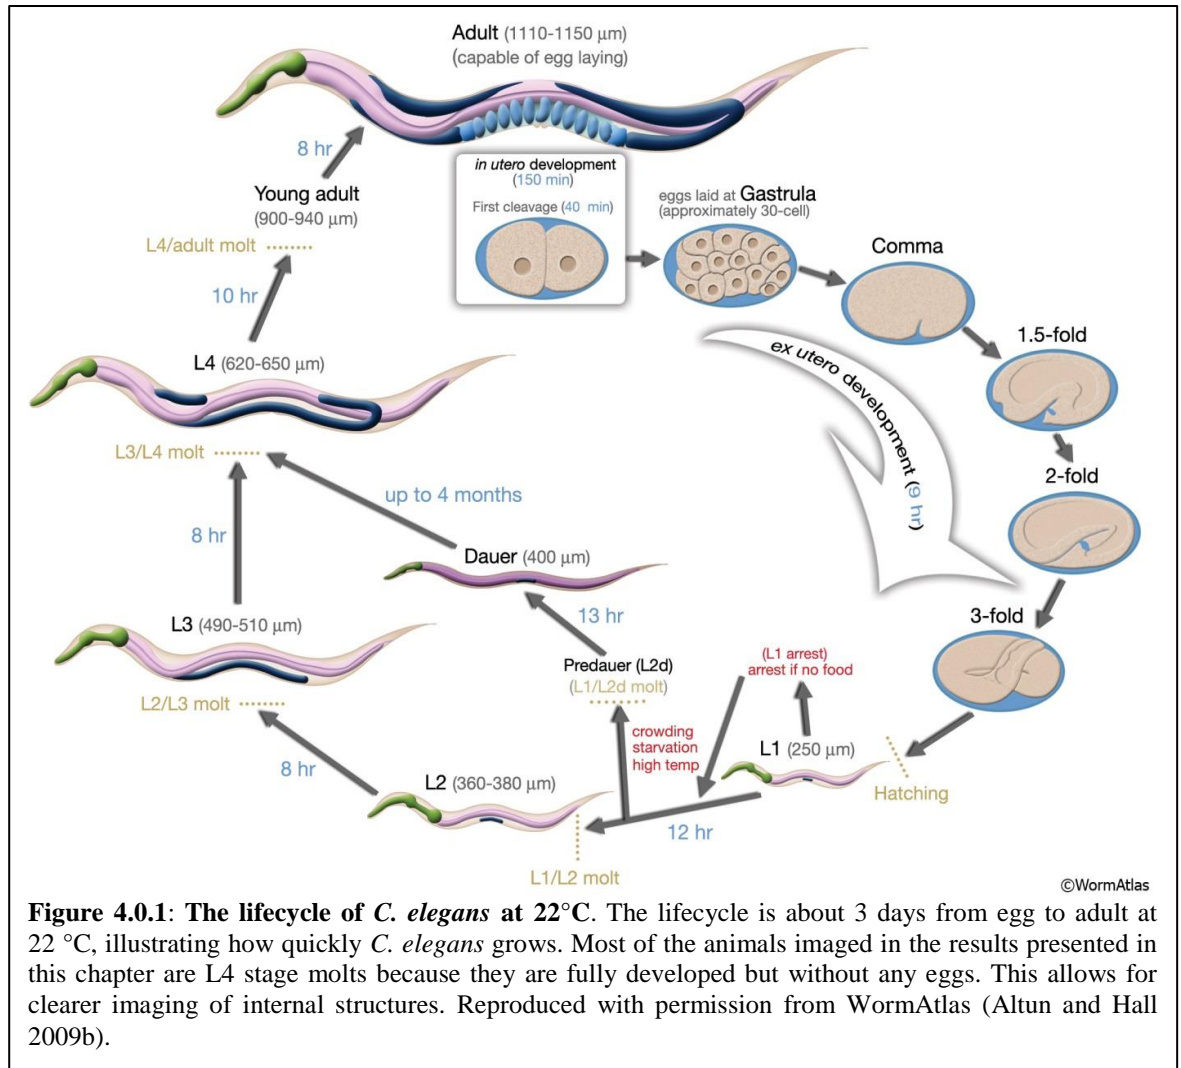 Adult (1110-1150 μm)
(capable of egg laying)
8 hr
in utero development
(150 min)
First cleavage (40 min)
eggs laid at Gastrula
(approximately 30-cell)
Comma
1.5-fold
2-fold
3-fold
ex utero development (9 hr)
Young adult
(900-940 μm)
L4/adult molt
10 hr
L4 (620-650 μm)
L3/L4 molt
up to 4 months
8 hr
Dauer (400 μm)
13 hr
L3 (490-510 μm)
Predauer (L2d)
(L1/L2d molt)
(L1 arrest)
arrest if no food
L2/L3 molt
crowding
starvation
high temp
L1 (250 μm)
Hatching
8 hr
L2 (360-380 μm)
12 hr
L1/L2 molt
©WormAtlas
Figure 4.0.1: The lifecycle of C. elegans at 22°C. The lifecycle is about 3 days from egg to adult at
22 °C, illustrating how quickly C. elegans grows. Most of the animals imaged in the results presented in
this chapter are L4 stage molts because they are fully developed but without any eggs. This allows for
clearer imaging of internal structures. Reproduced with permission from WormAtlas (Altun and Hall
2009b).